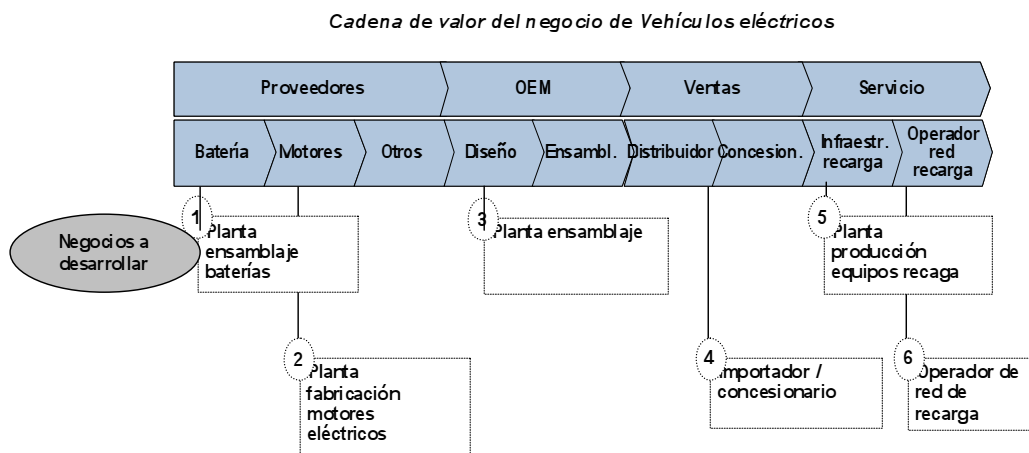 Cadena de valor del negocio de Vehículos eléctricos
Proveedores
OEM
Ventas
Servicio
Batería
Motores
Otros
Diseño
Ensambl.
Distribuidor
Concesion.
Infraestr.
recarga
Operador
red
recarga
Negocios a
desarrollar
1
Planta
ensamblaje
baterías
2
Planta
fabricación
motores
eléctricos
3
Planta ensamblaje
4
Importador /
concesionario
5
Planta
producción
equipos recaga
6
Operador de
red de
recarga